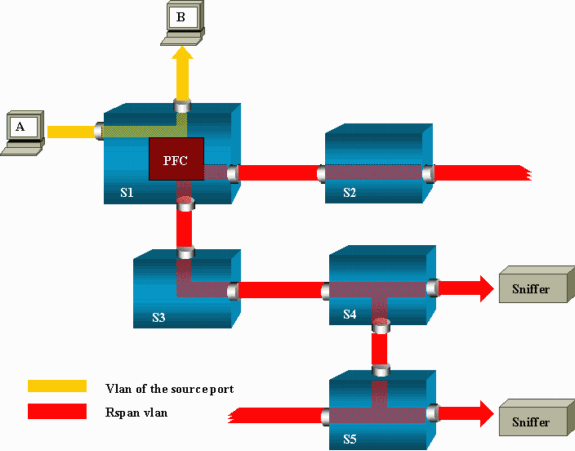 B
A
PFC
S1
S2
S3
S4
Sniffer
Vlan of the source port
Rspan vlan
S5
Sniffer